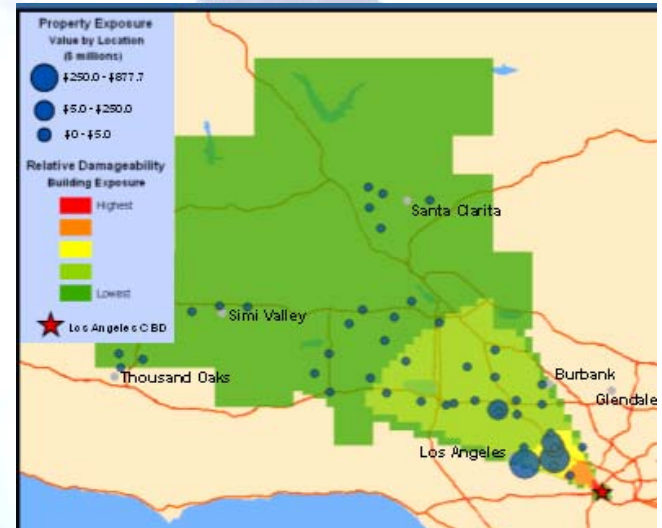 Property Exposure
Value by Location
($ millions)
$250.0 - $877.7
$5.0 - $250.0
$0 - $5.0
Relative Damageability
Building Exposure
Highest
Lowest
Los Angeles CBD
Santa Clarita
Simi Valley
Thousand Oaks
Burbank
Glendale
Los Angeles